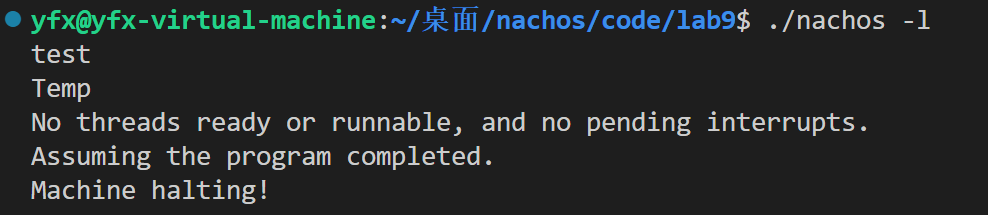 yfx@yfx-virtual-machine:~/桌面/nachos/code/lab9$ ./nachos -l
test
Temp
No threads ready or runnable, and no pending interrupts.
Assuming the program completed.
Machine halting!